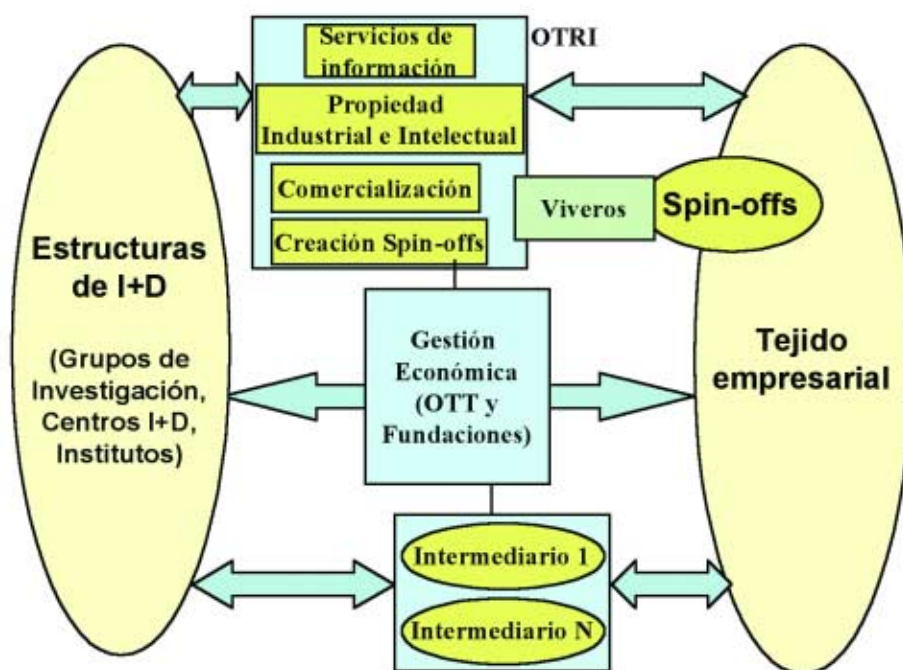 Servicios de
información
OTRI
Propiedad
Industrial e Intelectual
Comercialización
Creación Spin-offs
Viveros
Spin-offs
Estructuras
de I+D
(Grupos de
Investigación,
Centros I+D,
Institutos)
Gestión
Económica
(OTT y
Fundaciones)
Tejido
empresarial
Intermediario 1
Intermediario N